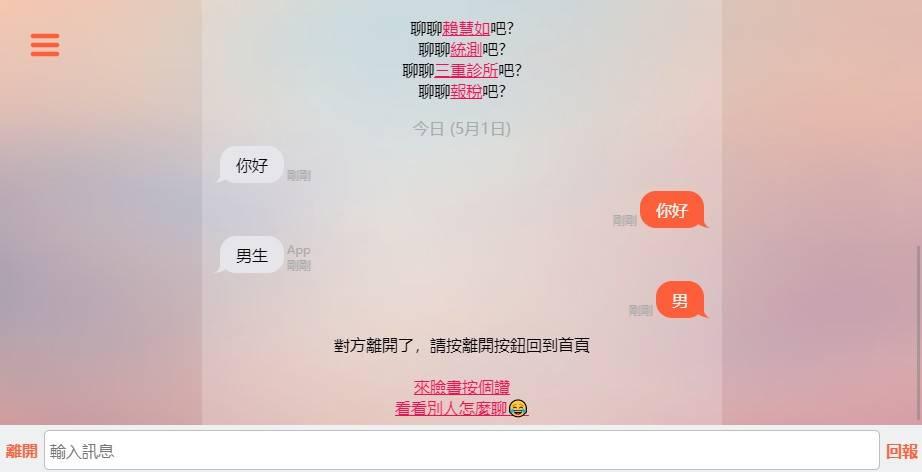 聊聊賴慧如吧?
聊聊統測吧?
聊聊三重診所吧?
聊聊報稅吧?
今日 (5月1日)
你好
剛剛
剛剛
你好
男生
App
剛剛
剛剛
男
對方離開了，請按離開按鈕回到首頁
來臉書按個讚
看看別人怎麼聊😂
離開
輸入訊息
回報